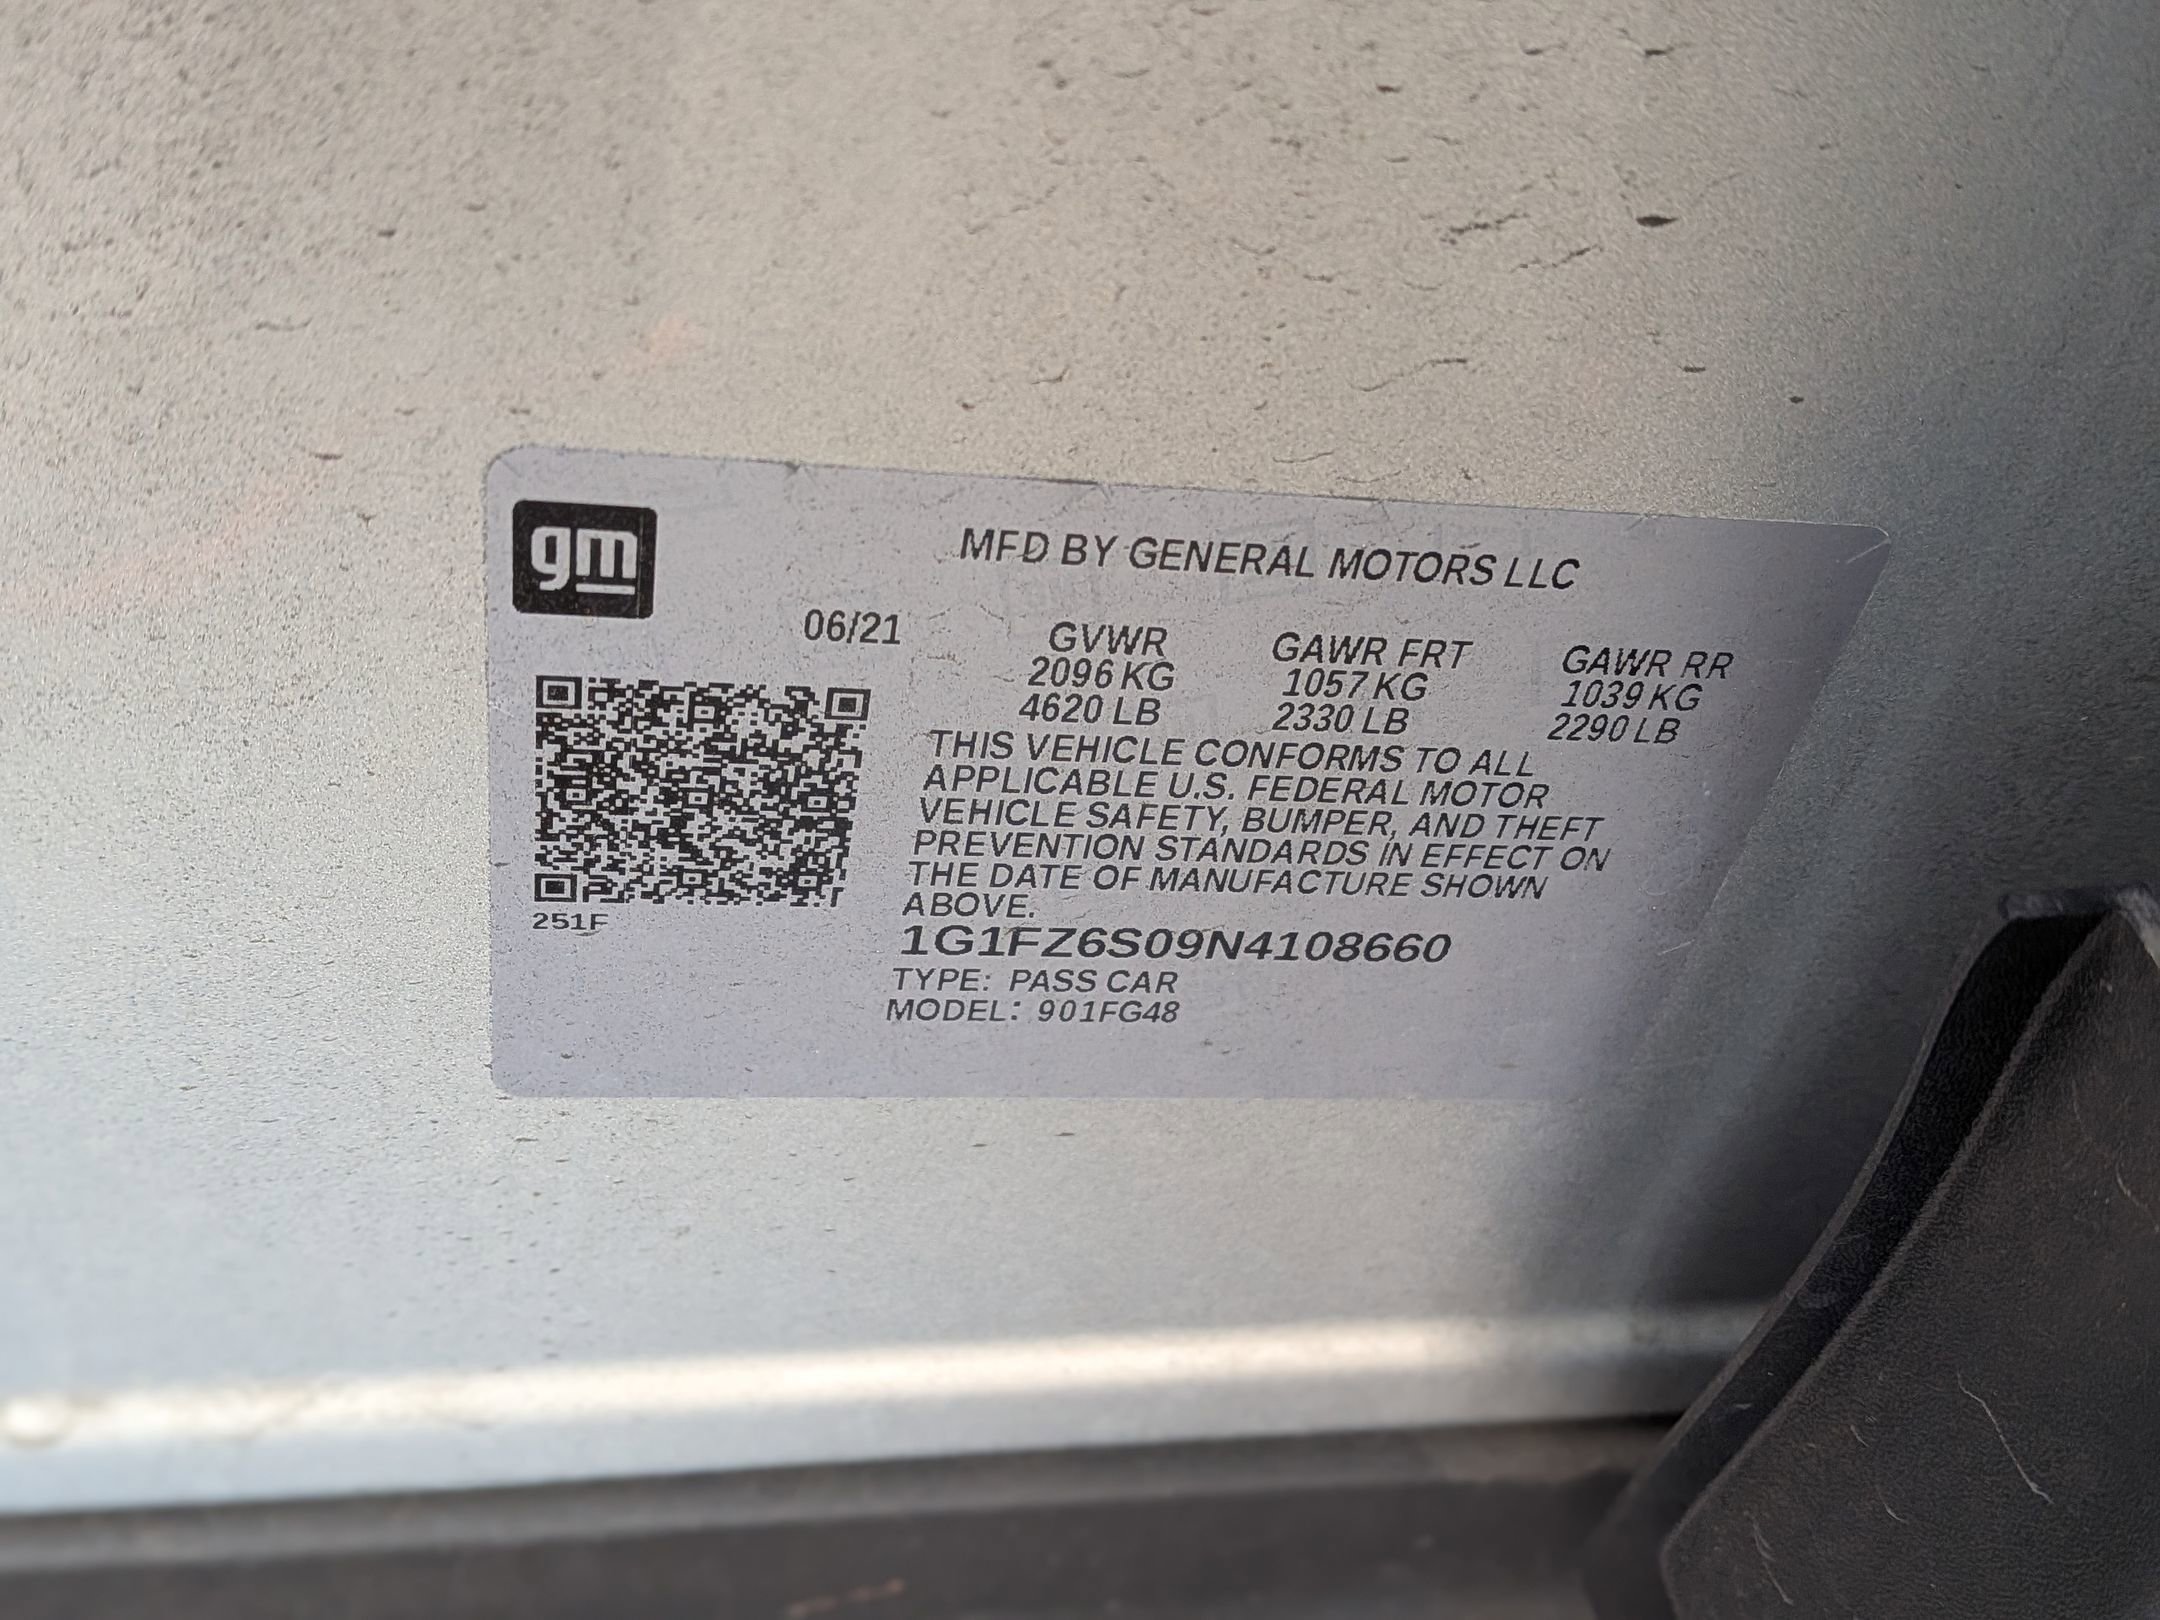 gm
MFD BY GENERAL MOTORS LLC
06/21
GVWR GAWR FRT GAWR RR
2096 KG 1057 KG 1039 KG
4620 LB 2330 LB 2290 LB
THIS VEHICLE CONFORMS TO ALL
APPLICABLE U.S. FEDERAL MOTOR
VEHICLE SAFETY, BUMPER, AND THEFT
PREVENTION STANDARDS IN EFFECT ON
THE DATE OF MANUFACTURE SHOWN
ABOVE.
251F
1G1FZ6S09N4108660
TYPE: PASS CAR
MODEL: 901FG48